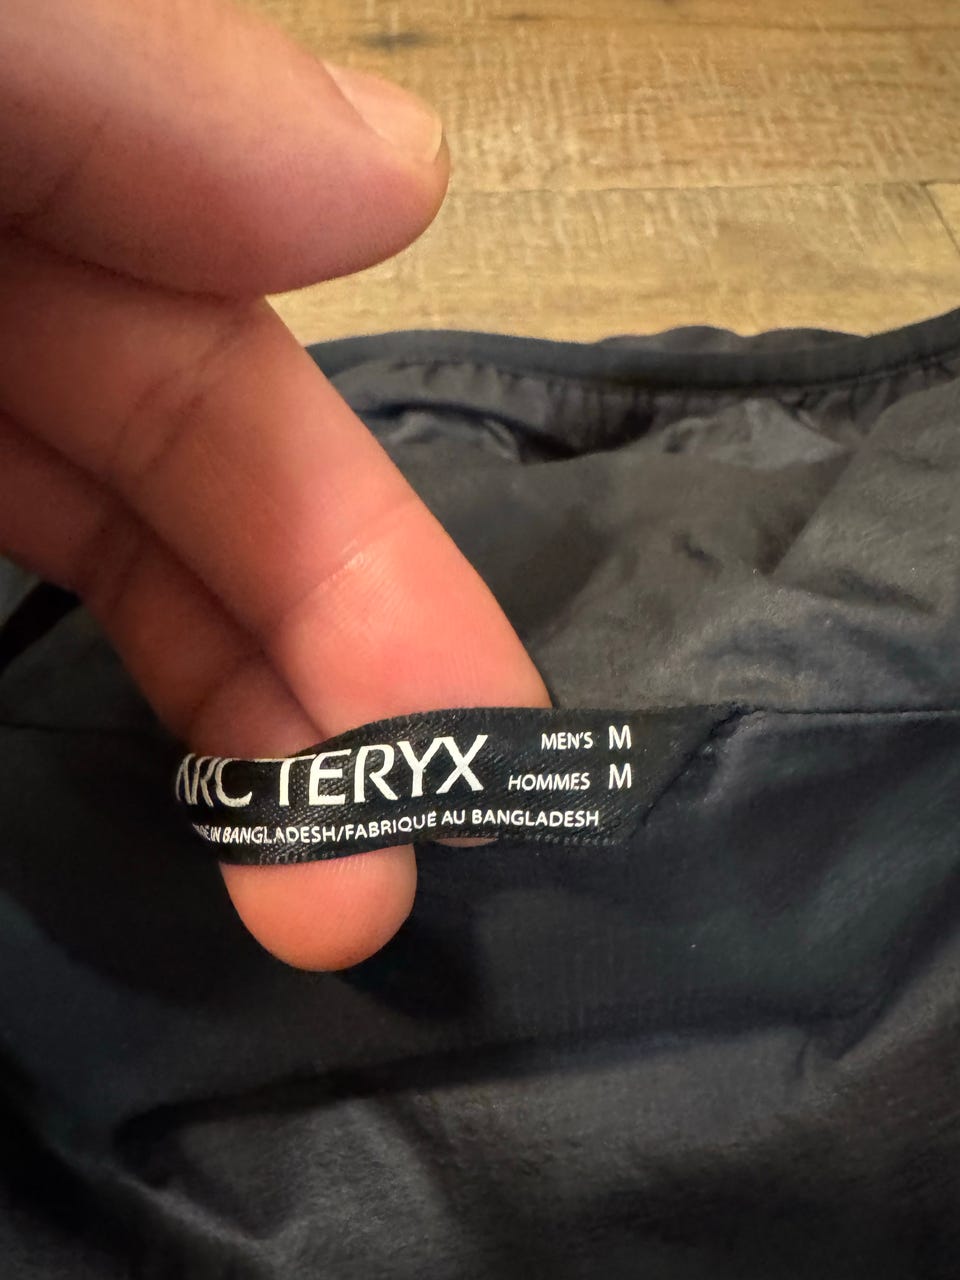 ARC'TERYX
MEN'S M
HOMMES M
IN BANGLADESH/FABRIQUÉ AU BANGLADESH